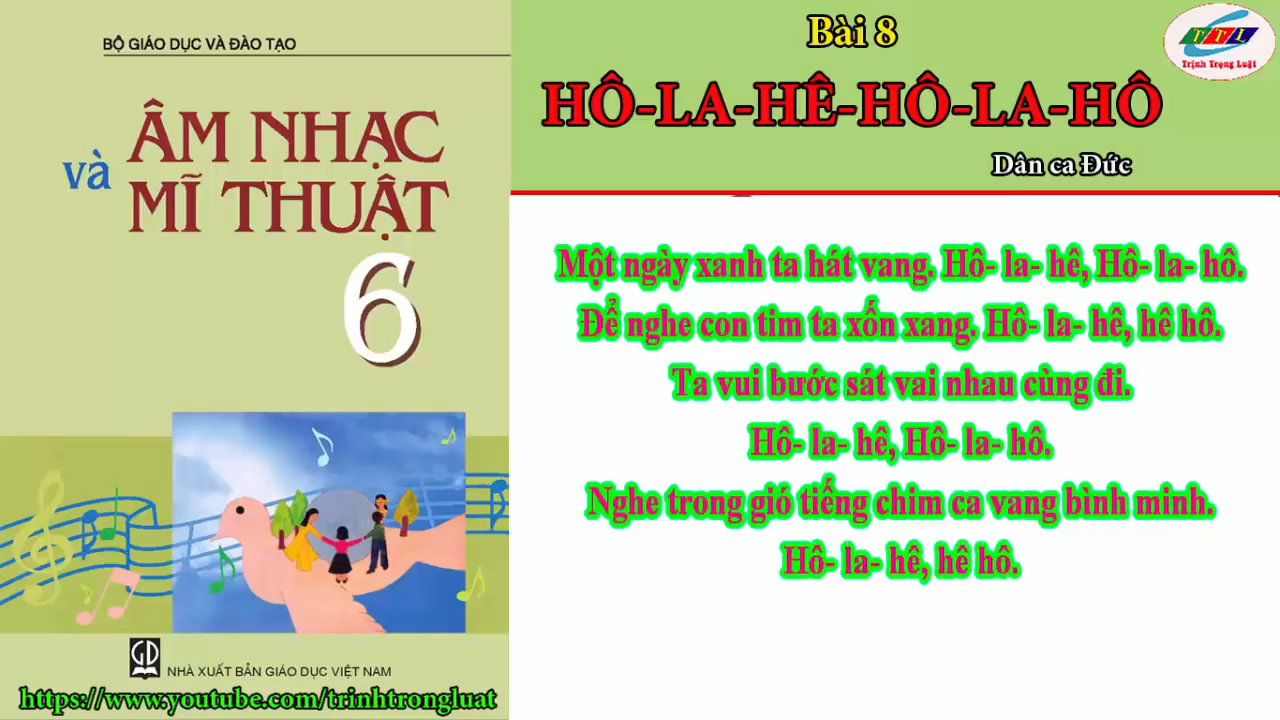 BỘ GIÁO DỤC VÀ ĐÀO TẠO
ÂM NHẠC
và
MĨ THUẬT
6
GD
NHÀ XUẤT BẢN GIÁO DỤC VIỆT NAM
https://www.youtube.com/trinhtrongluat
Bài 8
TTL
Trịnh Trọng Luật
HÔ-LA-HÊ-HÔ-LA-HÔ
Dân ca Đức
Một ngày xanh ta hát vang. Hô- la- hê, Hô- la- hô.
Để nghe con tim ta xốn xang. Hô- la- hê, hê hô.
Ta vui bước sát vai nhau cùng đi.
Hô- la- hê, Hô- la- hô.
Nghe trong gió tiếng chim ca vang bình minh.
Hô- la- hê, hê hô.